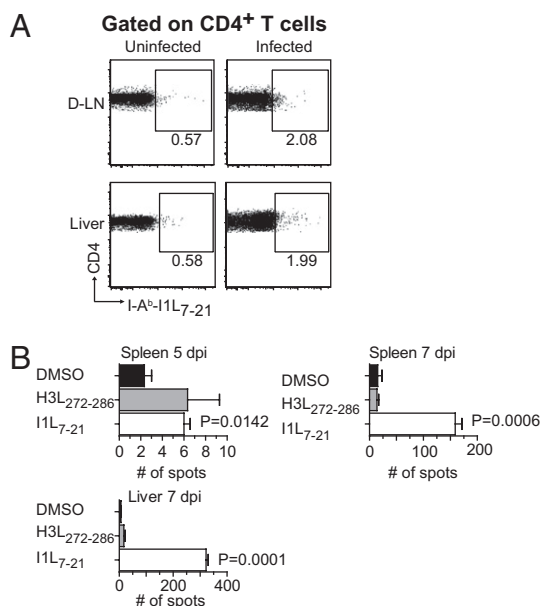 A
Gated on CD4+ T cells
Uninfected Infected
D-LN
0.57 2.08
Liver
0.58 1.99
CD4
I-Ab-I1L7-21
B
Spleen 5 dpi
DMSO
H3L272-286
I1L7-21
P=0.0142
0 2 4 6 8 10
# of spots
Spleen 7 dpi
DMSO
H3L272-286
I1L7-21
P=0.0006
0 100 200
# of spots
Liver 7 dpi
DMSO
H3L272-286
I1L7-21
P=0.0001
0 200 400
# of spots